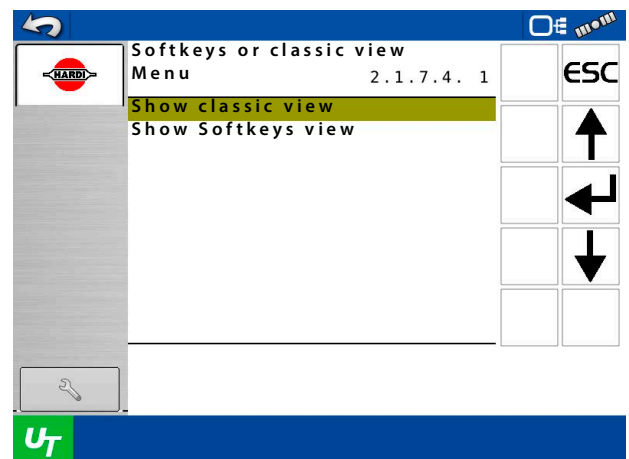 Softkeys or classic view
HARDI
Menu 2.1.7.4. 1
ESC
Show classic view
Show Softkeys view
UT